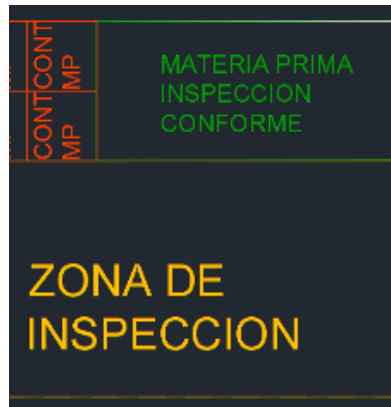 CONT
MP
CONT
MP
MATERIA PRIMA
INSPECCION
CONFORME
ZONA DE
INSPECCION